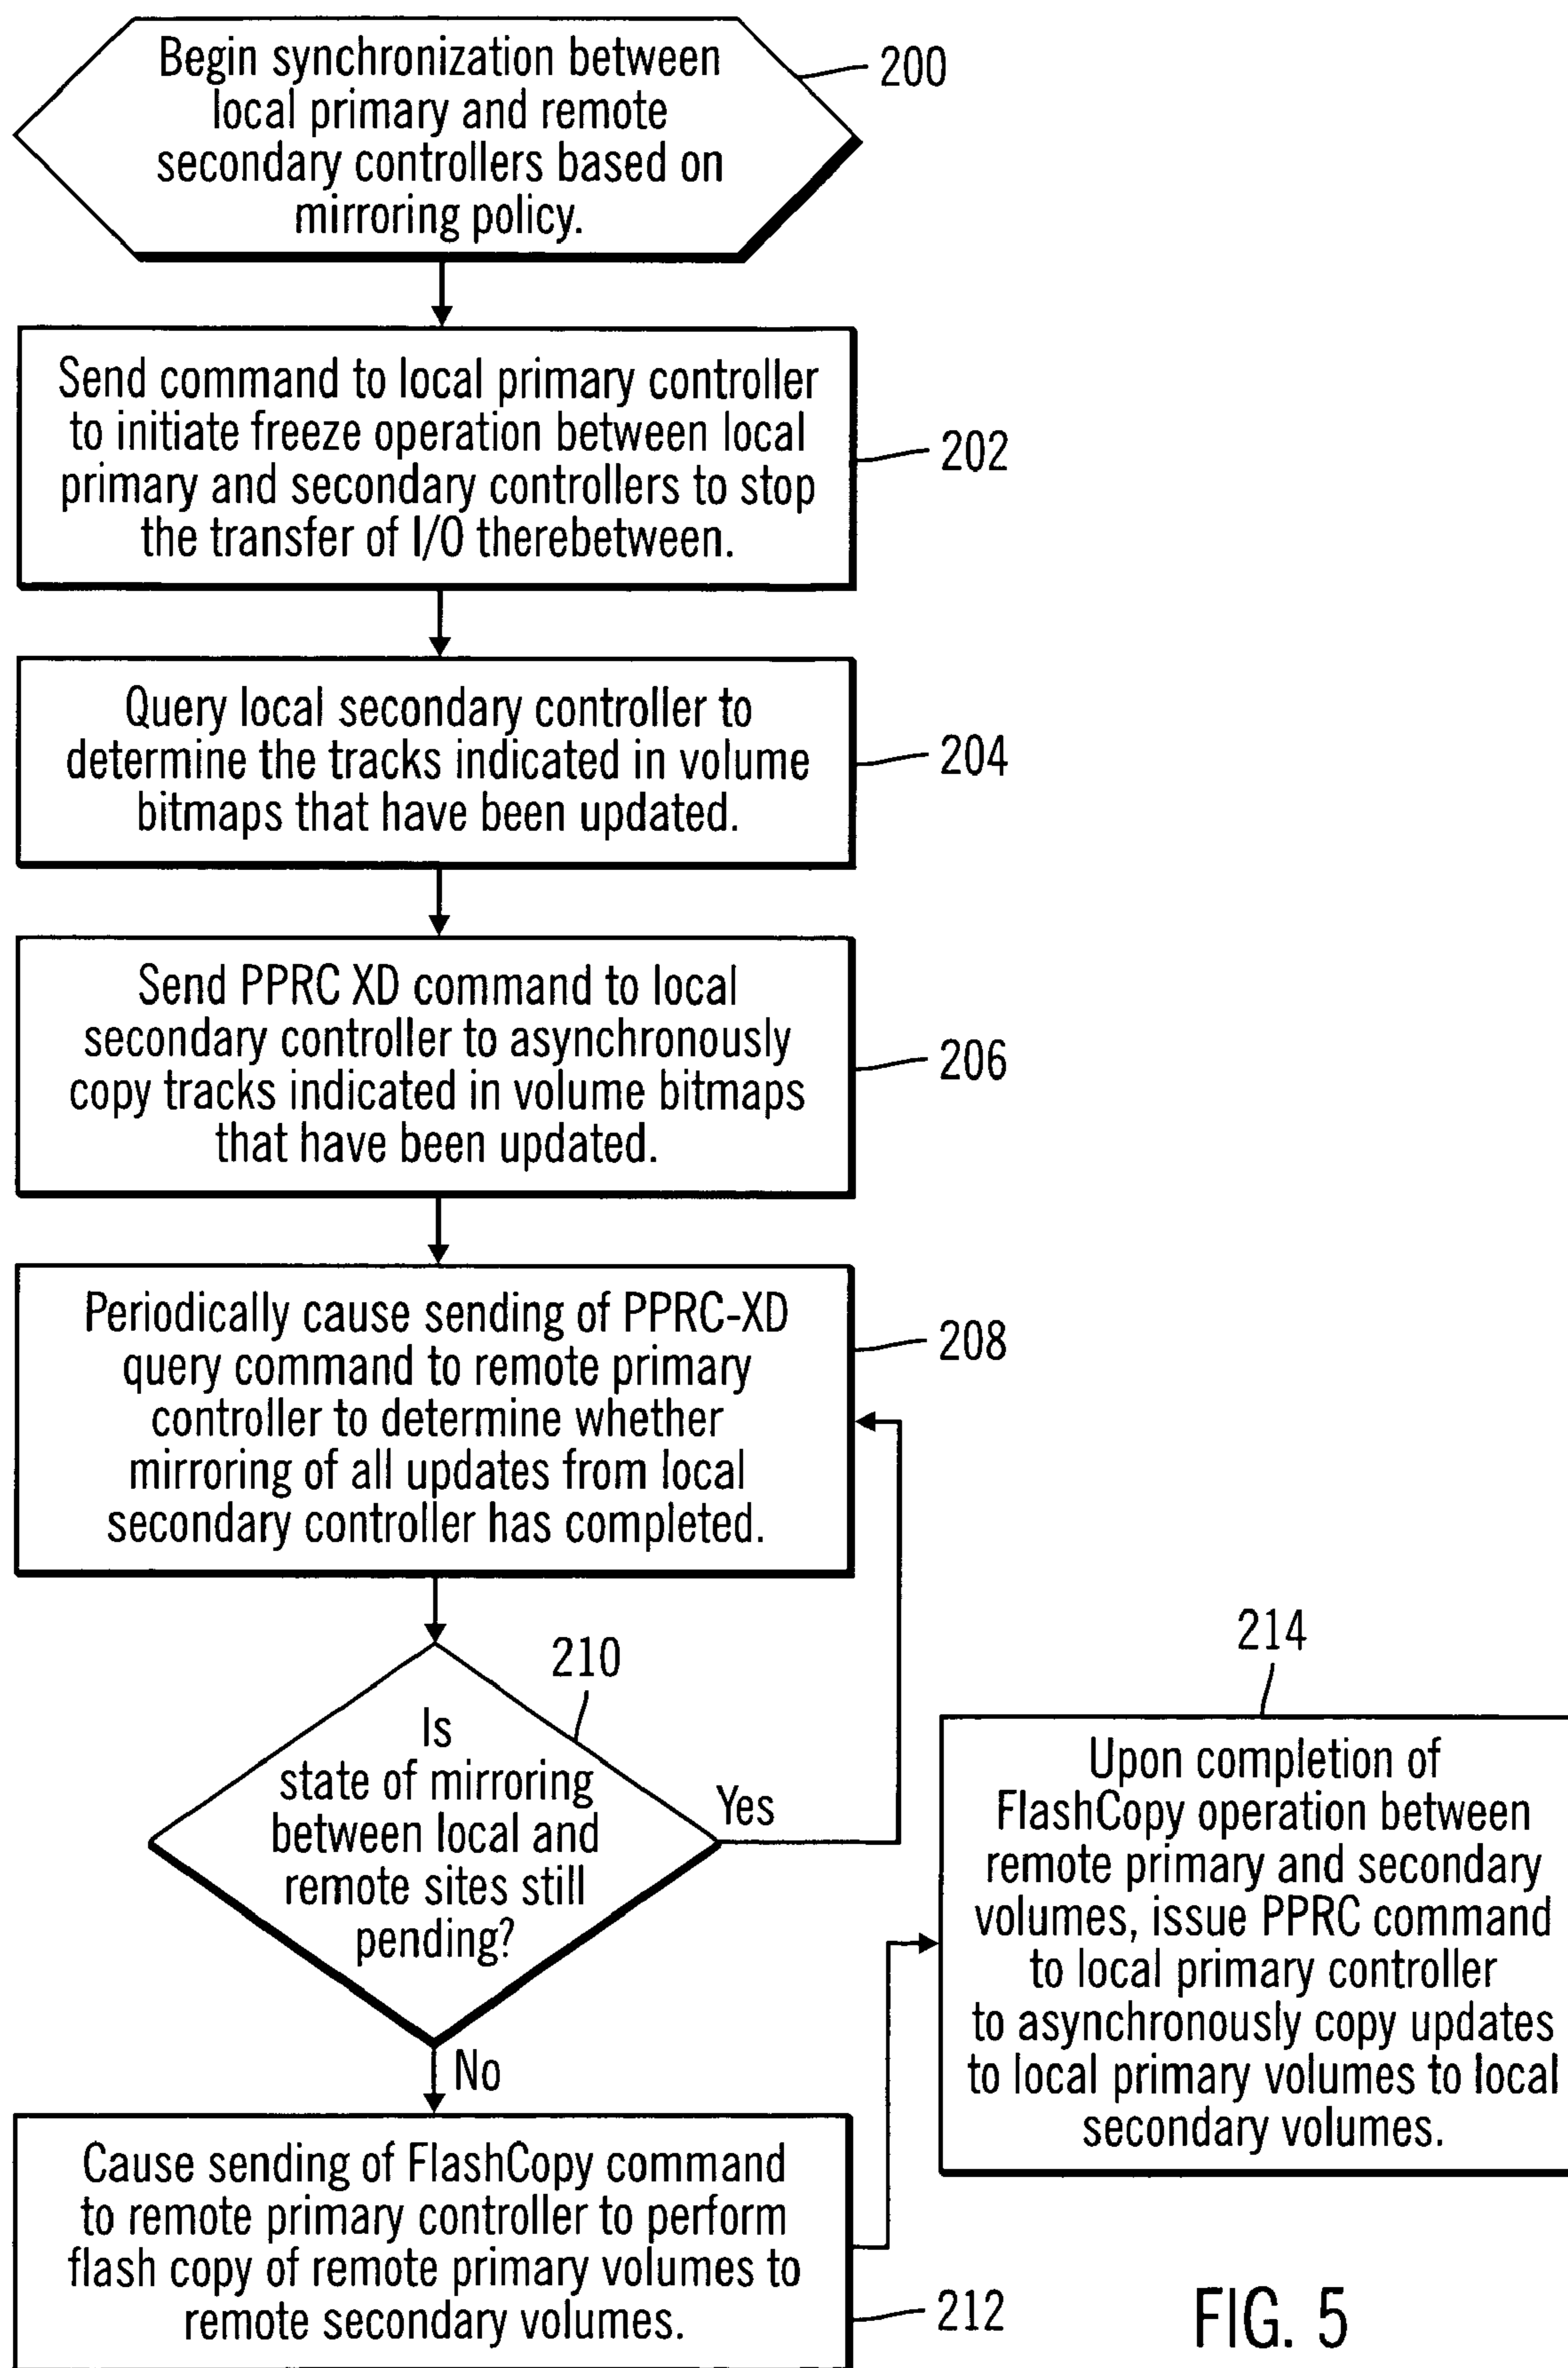 Begin synchronization between
local primary and remote
secondary controllers based on
mirroring policy.
200
Send command to local primary controller
to initiate freeze operation between local
primary and secondary controllers to stop
the transfer of I/O therebetween.
202
Query local secondary controller to
determine the tracks indicated in volume
bitmaps that have been updated.
204
Send PPRC XD command to local
secondary controller to asynchronously
copy tracks indicated in volume bitmaps
that have been updated.
206
Periodically cause sending of PPRC-XD
query command to remote primary
controller to determine whether
mirroring of all updates from local
secondary controller has completed.
208
210
Is
state of mirroring
between local and
remote sites still
pending?
Yes
No
Cause sending of FlashCopy command
to remote primary controller to perform
flash copy of remote primary volumes to
remote secondary volumes.
212
214
Upon completion of
FlashCopy operation between
remote primary and secondary
volumes, issue PPRC command
to local primary controller
to asynchronously copy updates
to local primary volumes to local
secondary volumes.
FIG. 5